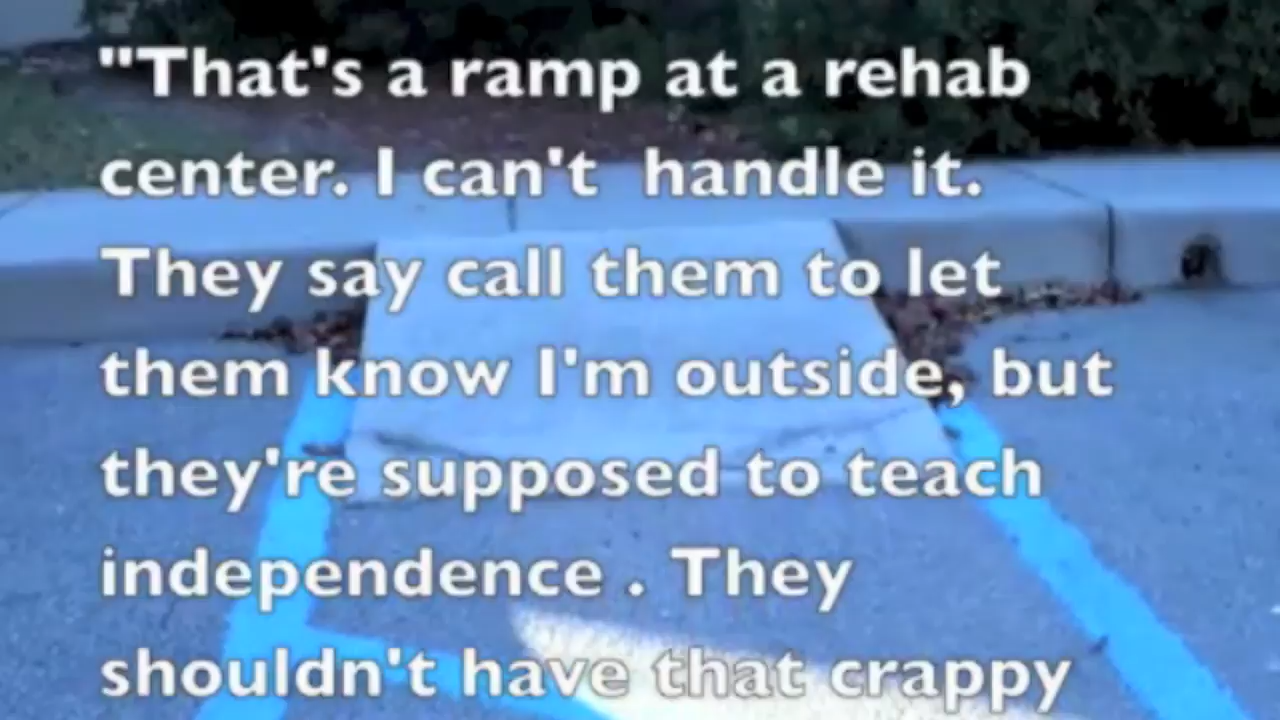 "That's a ramp at a rehab
center. I can't  handle it.
They say call them to let
them know I'm outside, but
they're supposed to teach
independence . They
shouldn't have that crappy